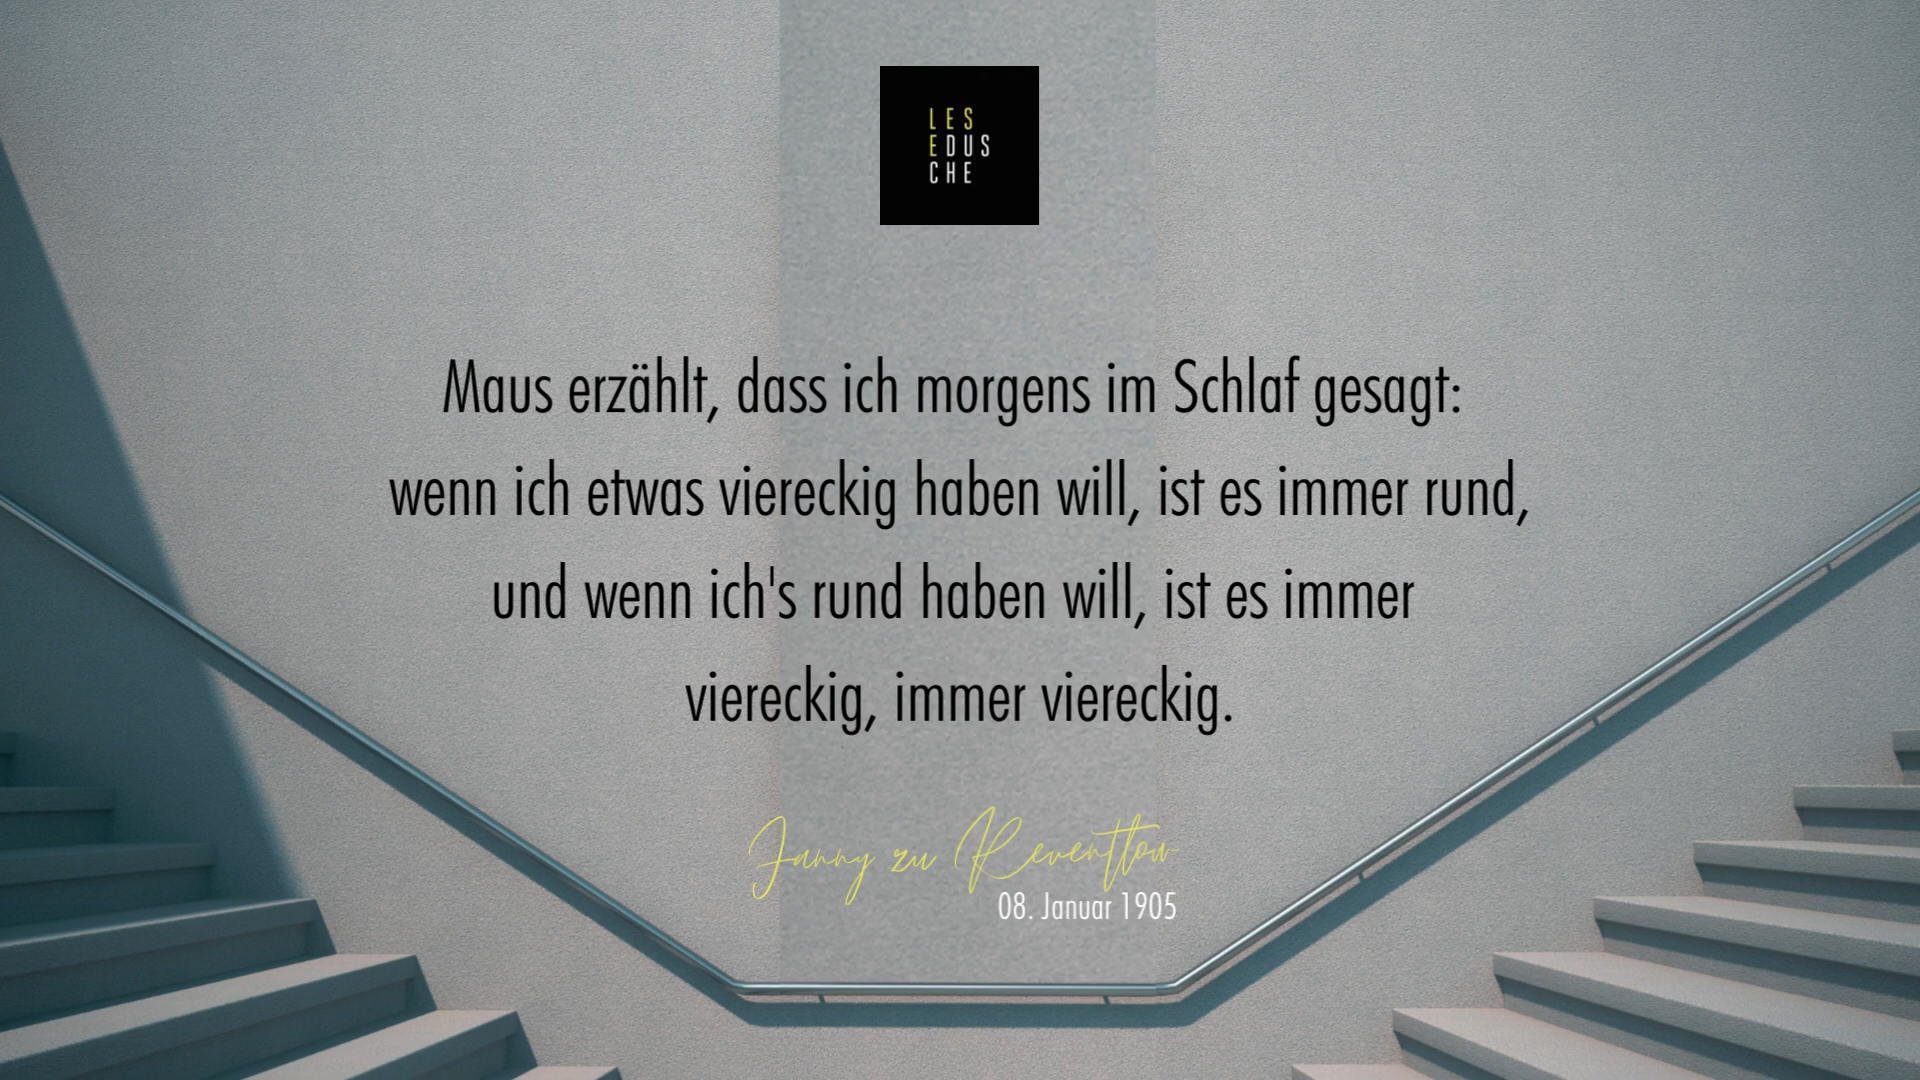 LES
EDUS
CHE
Maus erzählt, dass ich morgens im Schlaf gesagt:
wenn ich etwas viereckig haben will, ist es immer rund,
und wenn ich's rund haben will, ist es immer
viereckig, immer viereckig.
Fanny zu Reventlow
08. Januar 1905